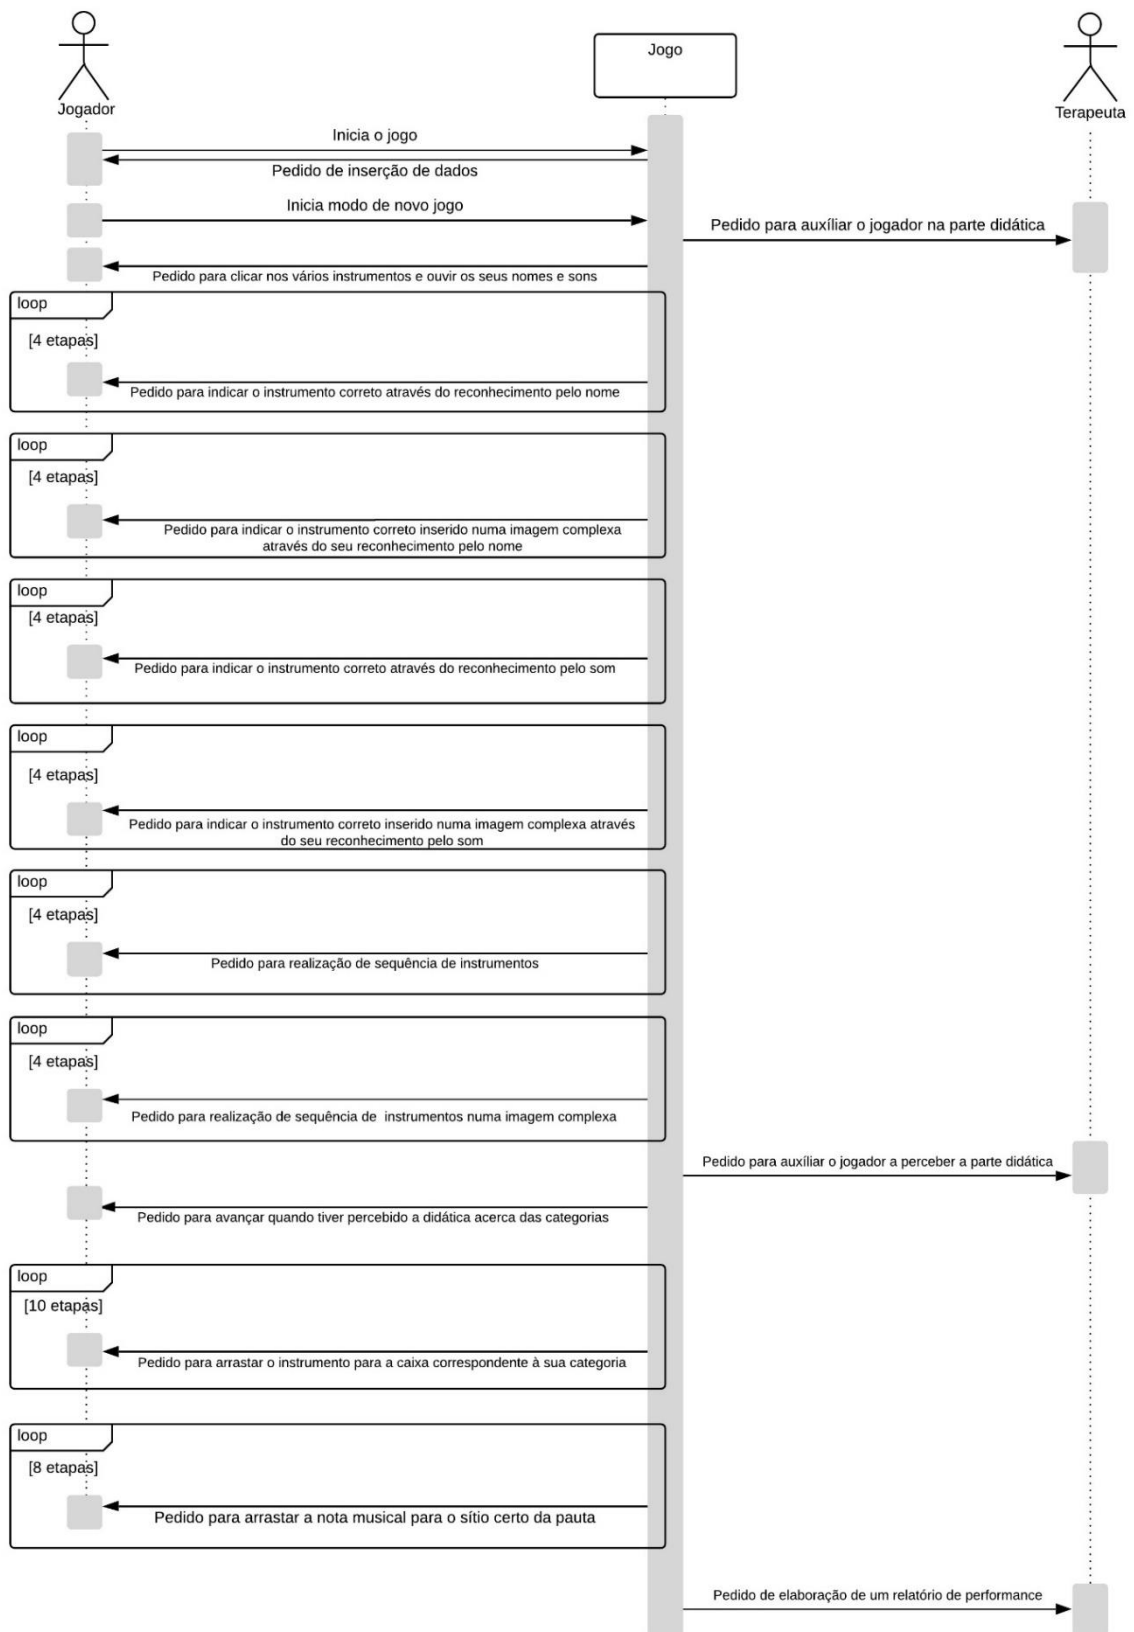 Jogador
Jogo
Terapeuta
Inicia o jogo
Pedido de inserção de dados
Inicia modo de novo jogo
Pedido para auxíliar o jogador na parte didática
Pedido para clicar nos vários instrumentos e ouvir os seus nomes e sons
loop
[4 etapas]
Pedido para indicar o instrumento correto através do reconhecimento pelo nome
loop
[4 etapas]
Pedido para indicar o instrumento correto inserido numa imagem complexa
através do seu reconhecimento pelo nome
loop
[4 etapas]
Pedido para indicar o instrumento correto através do reconhecimento pelo som
loop
[4 etapas]
Pedido para indicar o instrumento correto inserido numa imagem complexa através
do seu reconhecimento pelo som
loop
[4 etapas]
Pedido para realização de sequência de instrumentos
loop
[4 etapas]
Pedido para realização de sequência de instrumentos numa imagem complexa
Pedido para auxíliar o jogador a perceber a parte didática
Pedido para avançar quando tiver percebido a didática acerca das categorias
loop
[10 etapas]
Pedido para arrastar o instrumento para a caixa correspondente à sua categoria
loop
[8 etapas]
Pedido para arrastar a nota musical para o sítio certo da pauta
Pedido de elaboração de um relatório de performance